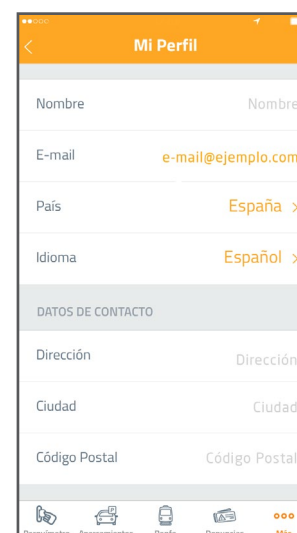 Mi Perfil
Nombre Nombre
E-mail e-mail@ejemplo.com
País España >
Idioma Español >
DATOS DE CONTACTO
Dirección Dirección
Ciudad Ciudad
Código Postal Código Postal